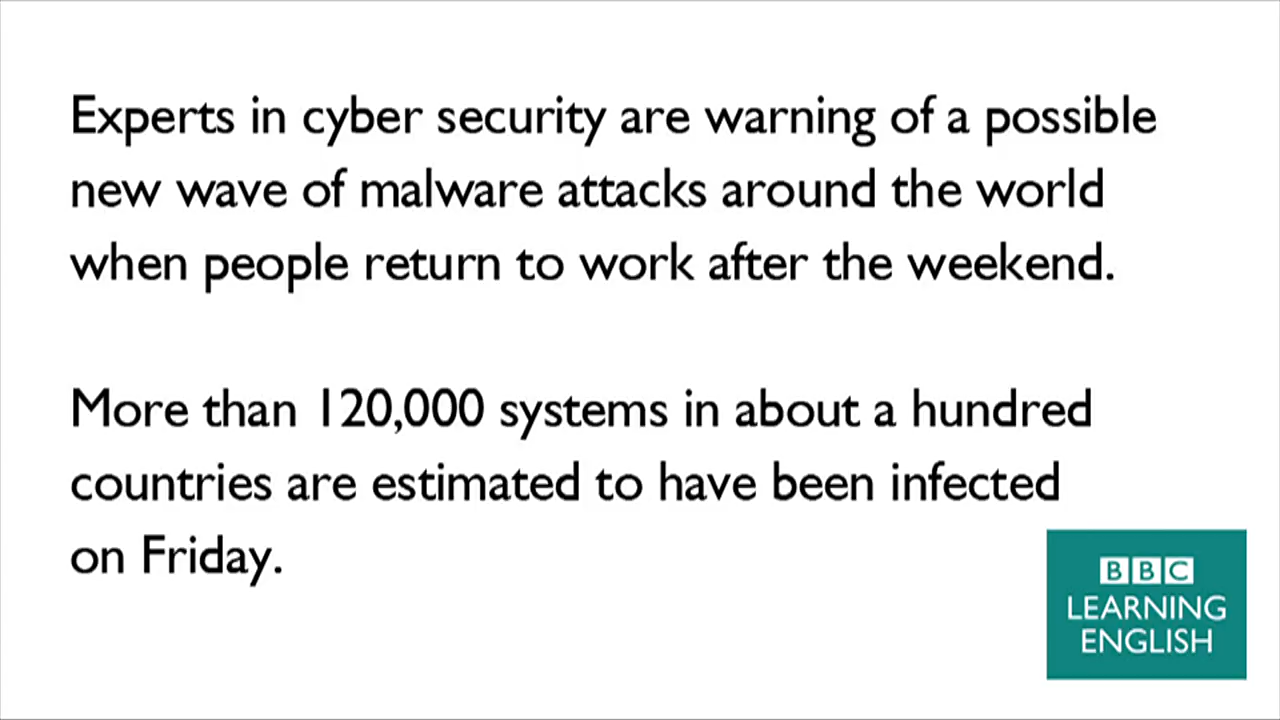 Experts in cyber security are warning of a possible
new wave of malware attacks around the world
when people return to work after the weekend.
More than 120,000 systems in about a hundred
countries are estimated to have been infected
on Friday.
BBC
LEARNING
ENGLISH